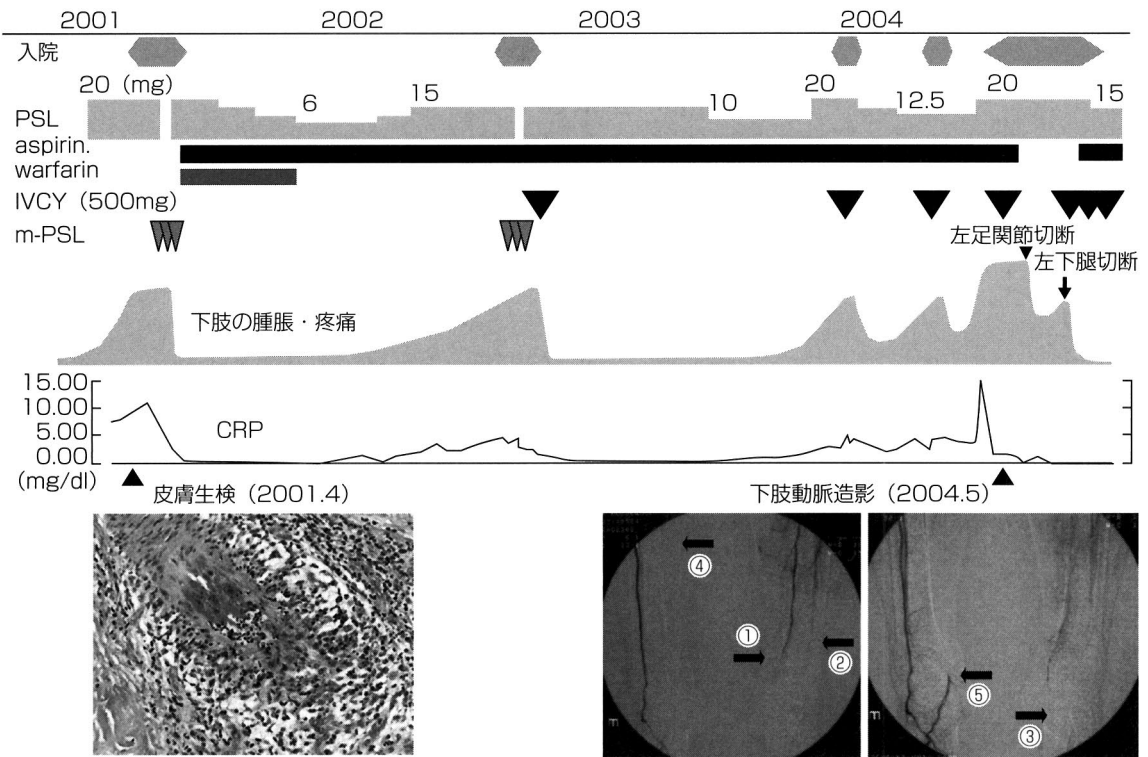 2001 2002 2003 2004
入院
20 (mg) 6 15 10 20 12.5 20 15
PSL
aspirin.
warfarin
IVCY (500mg)
m-PSL
左足関節切断
左下腿切断
下肢の腫脹・疼痛
15.00
10.00
5.00
0.00
(mg/dl)
CRP
皮膚生検 (2001.4)
下肢動脈造影 (2004.5)
④
①
②
⑤
③